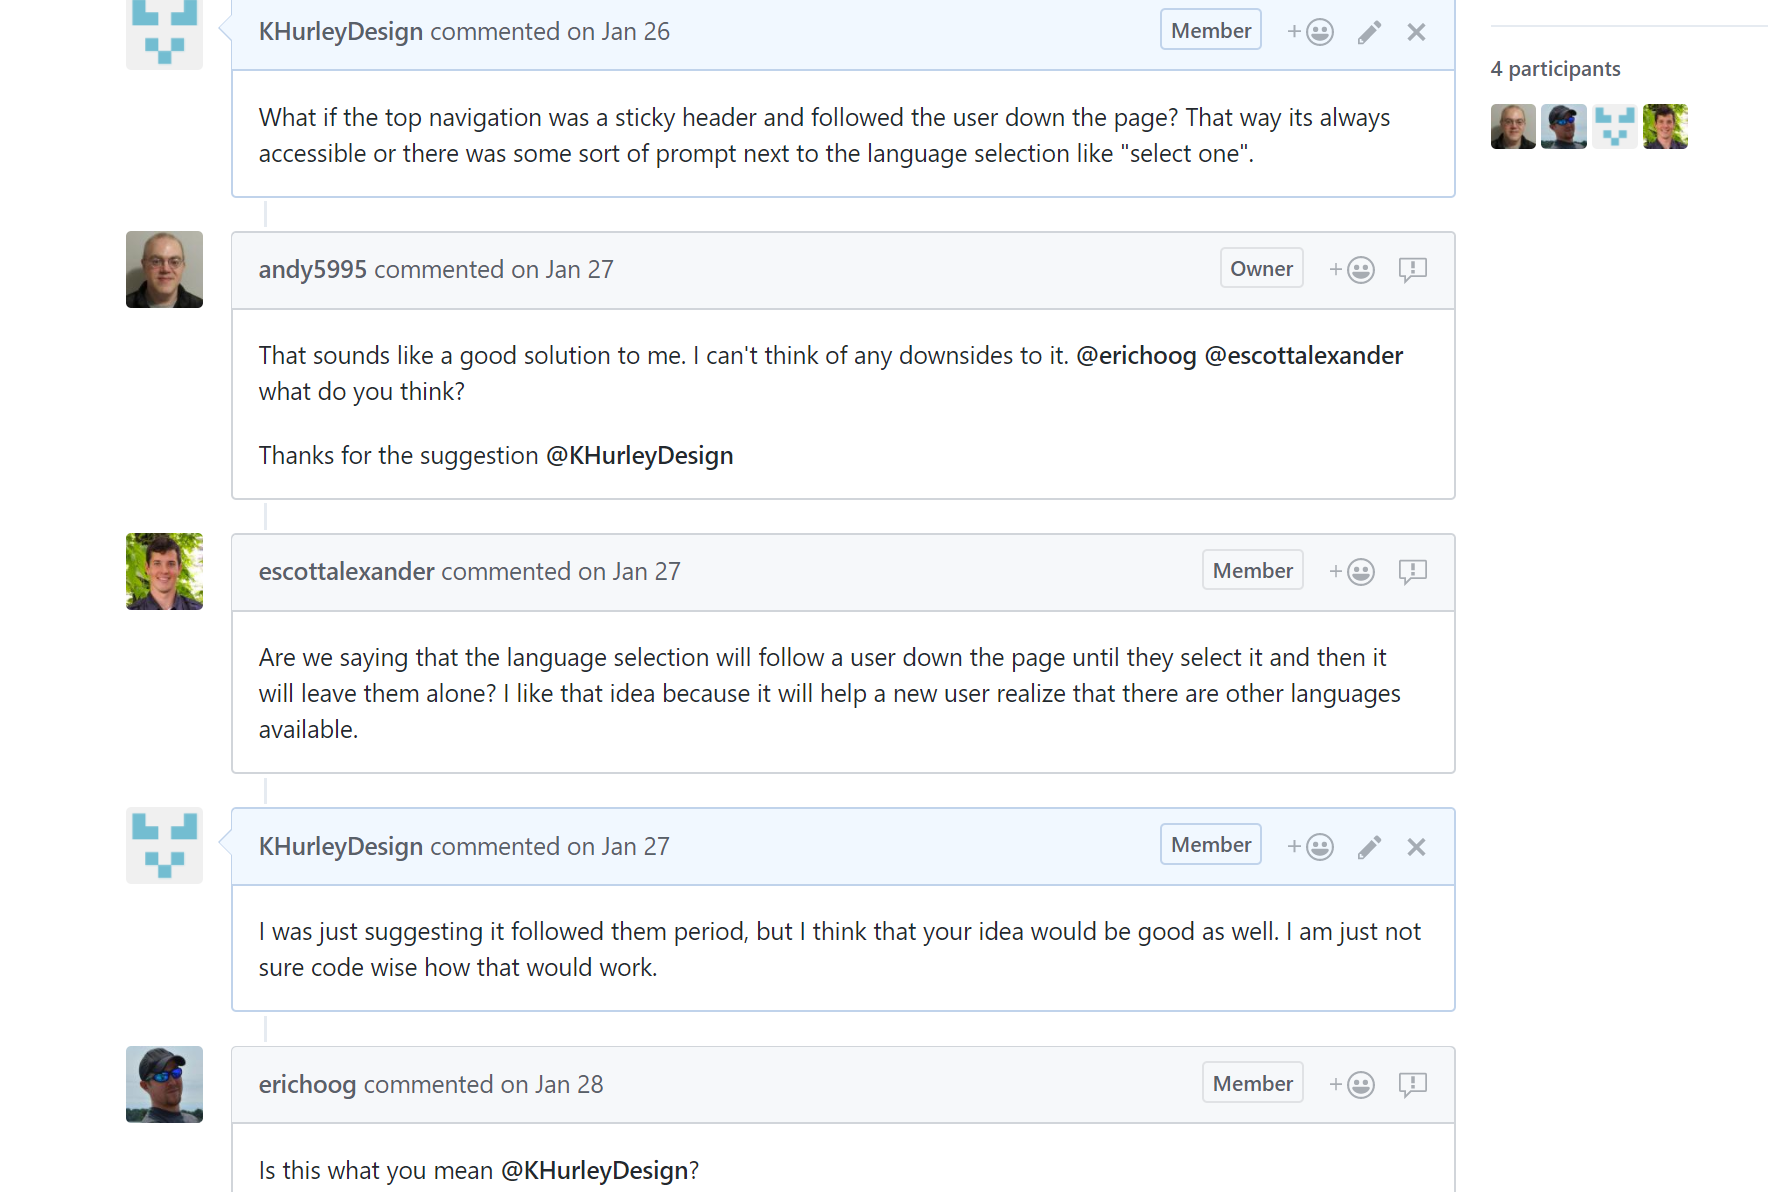 KHurleyDesign commented on Jan 26
Member
4 participants
What if the top navigation was a sticky header and followed the user down the page? That way its always
accessible or there was some sort of prompt next to the language selection like "select one".
andy5995 commented on Jan 27
Owner
That sounds like a good solution to me. I can't think of any downsides to it. @erichoog @escottalexander
what do you think?
Thanks for the suggestion @KHurleyDesign
escottalexander commented on Jan 27
Member
Are we saying that the language selection will follow a user down the page until they select it and then it
will leave them alone? I like that idea because it will help a new user realize that there are other languages
available.
KHurleyDesign commented on Jan 27
Member
I was just suggesting it followed them period, but I think that your idea would be good as well. I am just not
sure code wise how that would work.
erichoog commented on Jan 28
Member
Is this what you mean @KHurleyDesign?